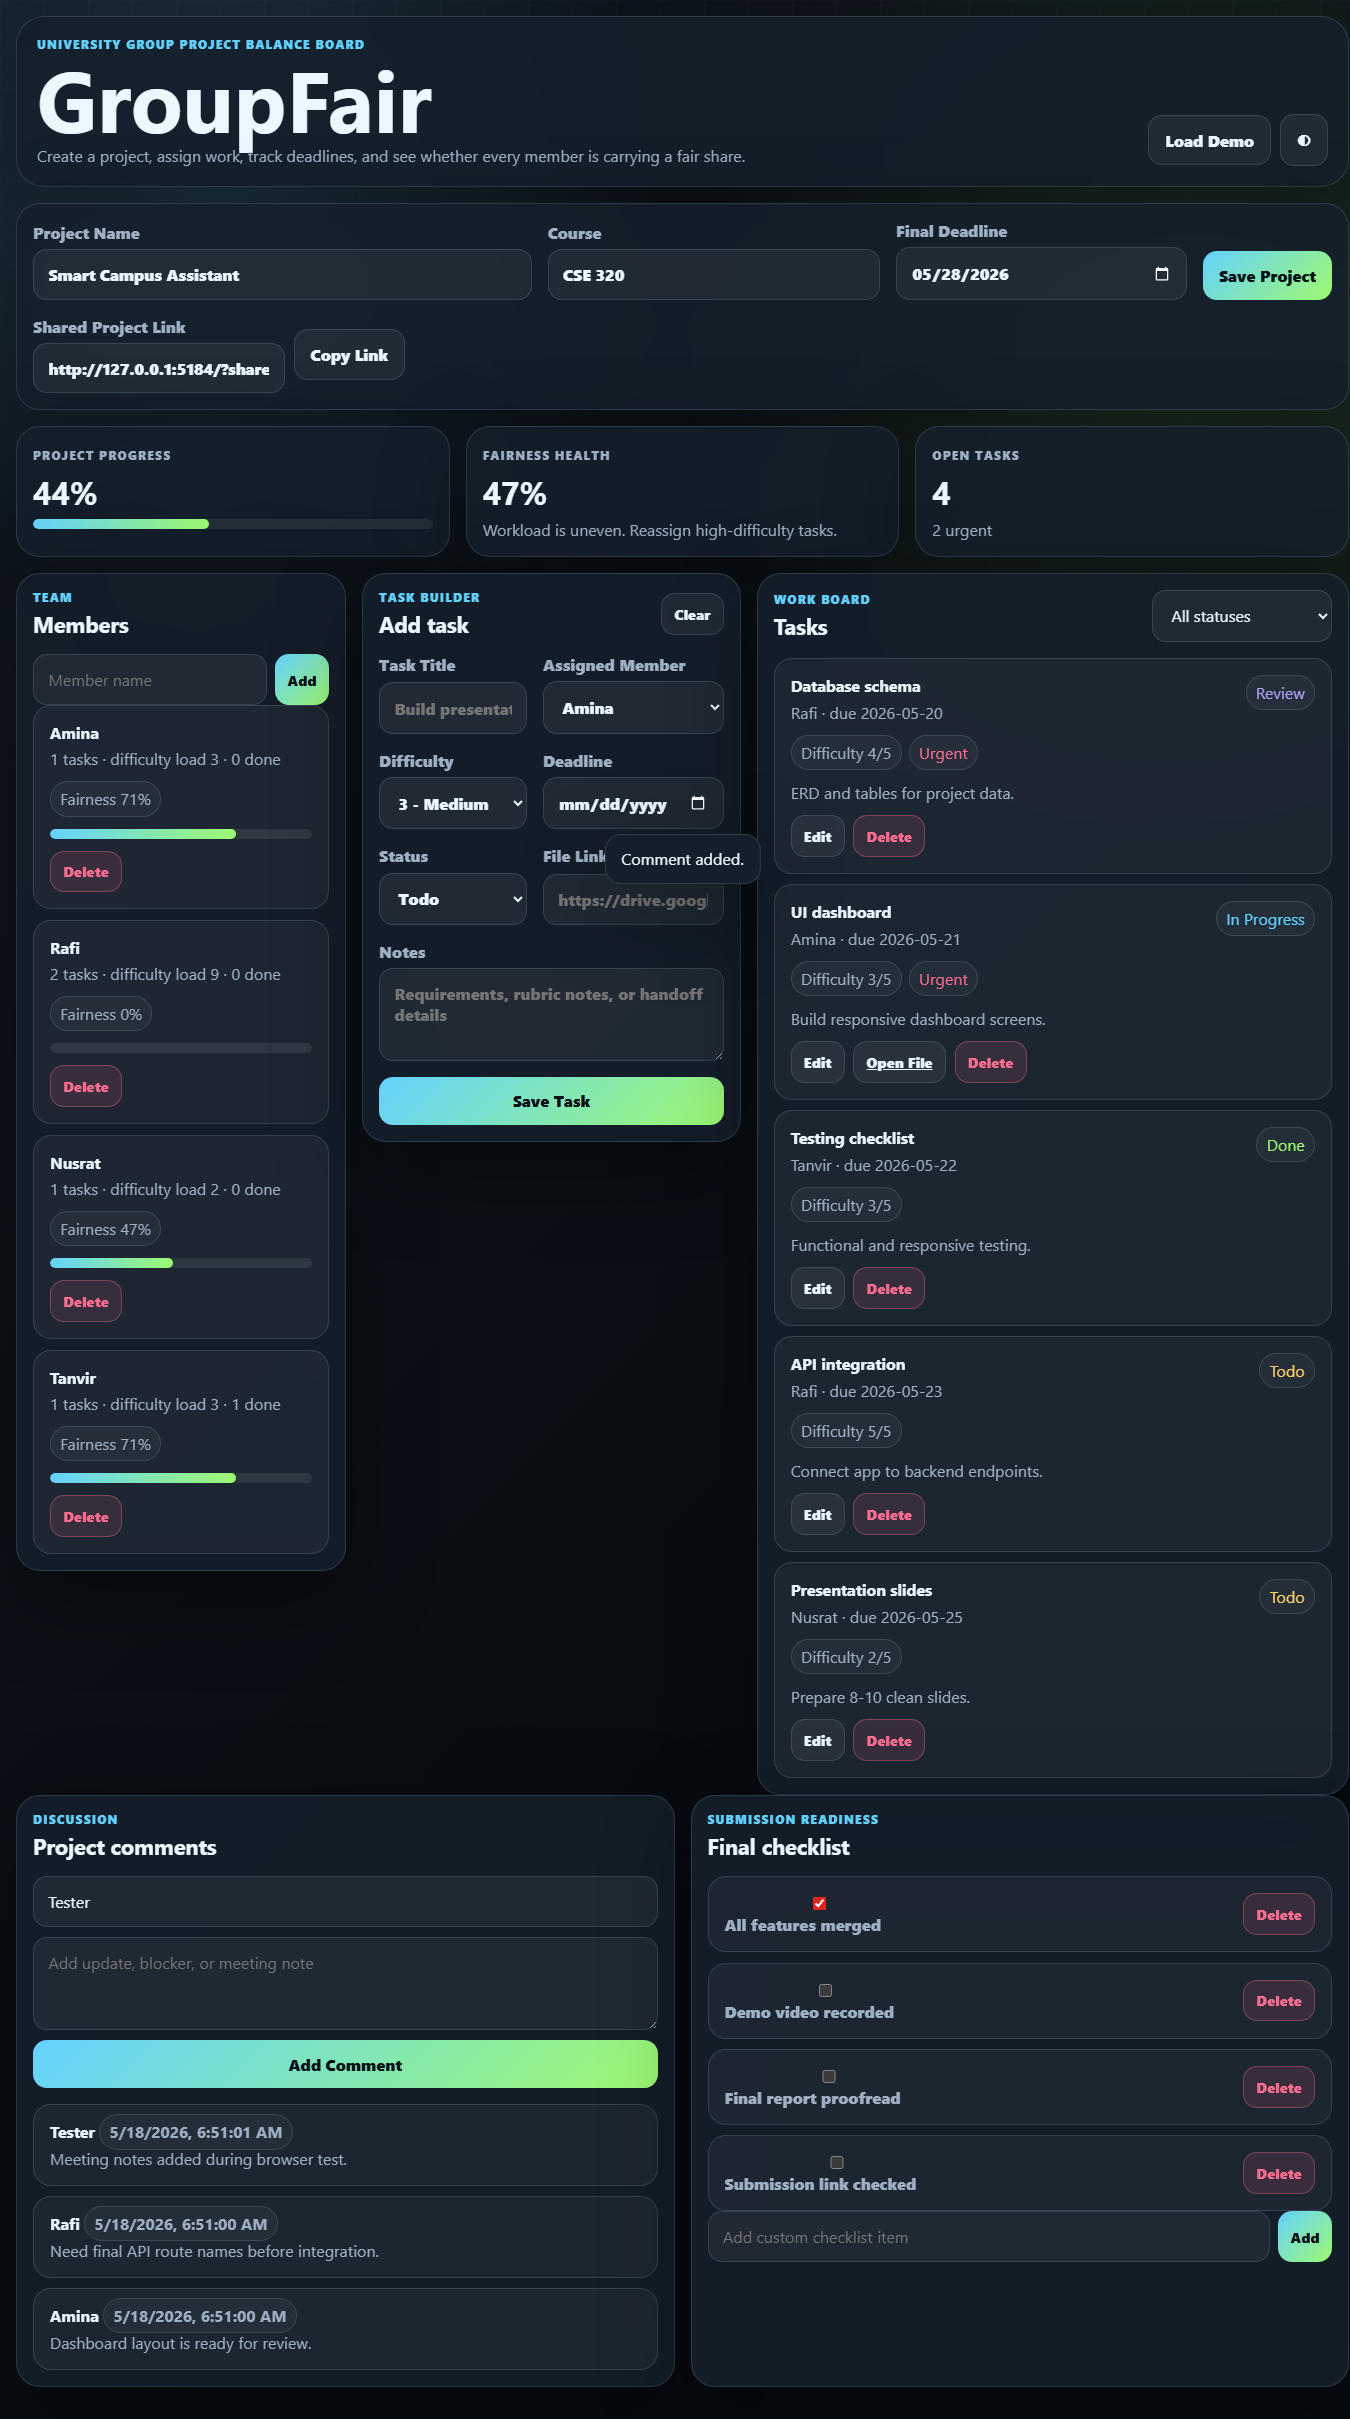 UNIVERSITY GROUP PROJECT BALANCE BOARD
GroupFair
Create a project, assign work, track deadlines, and see whether every member is carrying a fair share.
Load Demo
Project Name
Smart Campus Assistant
Course
CSE 320
Final Deadline
05/28/2026
Save Project
Shared Project Link
http://127.0.0.1:5184/?share
Copy Link
PROJECT PROGRESS
44%
FAIRNESS HEALTH
47%
Workload is uneven. Reassign high-difficulty tasks.
OPEN TASKS
4
2 urgent
TEAM
Members
Member name
Add
Amina
1 tasks · difficulty load 3 · 0 done
Fairness 71%
Delete
Rafi
2 tasks · difficulty load 9 · 0 done
Fairness 0%
Delete
Nusrat
1 tasks · difficulty load 2 · 0 done
Fairness 47%
Delete
Tanvir
1 tasks · difficulty load 3 · 1 done
Fairness 71%
Delete
TASK BUILDER
Add task
Clear
Task Title
Build presentat
Assigned Member
Amina
Difficulty
3 - Medium
Deadline
mm/dd/yyyy
Status
Todo
File Link
https://drive.googl
Comment added.
Notes
Requirements, rubric notes, or handoff
details
Save Task
WORK BOARD
Tasks
All statuses
Database schema
Review
Rafi · due 2026-05-20
Difficulty 4/5 Urgent
ERD and tables for project data.
Edit Delete
UI dashboard
In Progress
Amina · due 2026-05-21
Difficulty 3/5 Urgent
Build responsive dashboard screens.
Edit Open File Delete
Testing checklist
Done
Tanvir · due 2026-05-22
Difficulty 3/5
Functional and responsive testing.
Edit Delete
API integration
Todo
Rafi · due 2026-05-23
Difficulty 5/5
Connect app to backend endpoints.
Edit Delete
Presentation slides
Todo
Nusrat · due 2026-05-25
Difficulty 2/5
Prepare 8-10 clean slides.
Edit Delete
DISCUSSION
Project comments
Tester
Add update, blocker, or meeting note
Add Comment
Tester 5/18/2026, 6:51:01 AM
Meeting notes added during browser test.
Rafi 5/18/2026, 6:51:00 AM
Need final API route names before integration.
Amina 5/18/2026, 6:51:00 AM
Dashboard layout is ready for review.
SUBMISSION READINESS
Final checklist
All features merged
Delete
Demo video recorded
Delete
Final report proofread
Delete
Submission link checked
Delete
Add custom checklist item
Add